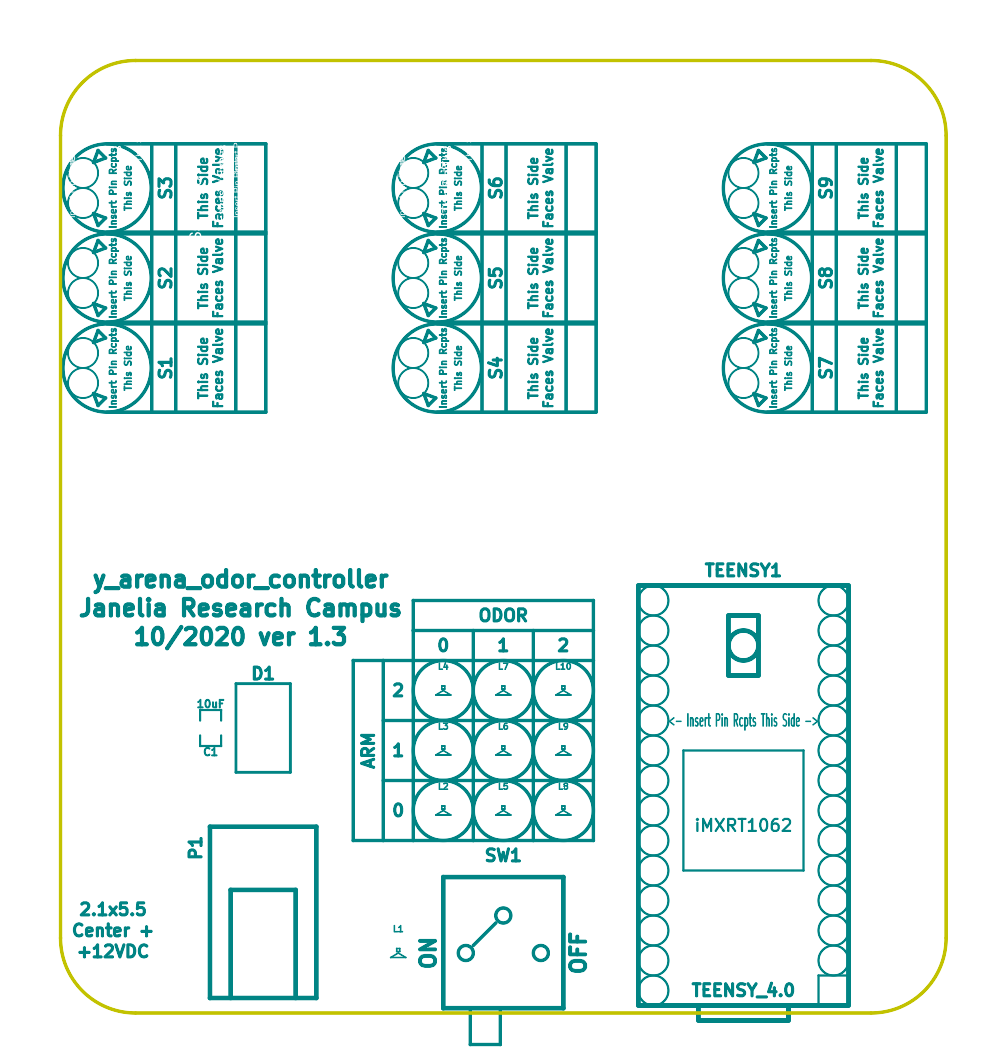 S3
Insert Pin Rcpts
This Side
This Side
Faces Valve
S6
Insert Pin Rcpts
This Side
This Side
Faces Valve
S9
Insert Pin Rcpts
This Side
This Side
Faces Valve
S2
Insert Pin Rcpts
This Side
This Side
Faces Valve
S5
Insert Pin Rcpts
This Side
This Side
Faces Valve
S8
Insert Pin Rcpts
This Side
This Side
Faces Valve
S1
Insert Pin Rcpts
This Side
This Side
Faces Valve
S4
Insert Pin Rcpts
This Side
This Side
Faces Valve
S7
Insert Pin Rcpts
This Side
This Side
Faces Valve
y_arena_odor_controller
Janelia Research Campus
10/2020 ver 1.3
D1
10uF
C1
P1
2.1x5.5
Center +
+12VDC
ODOR
0 1 2
ARM
2
L4 L7 L10
1
L3 L6 L9
0
L2 L5 L8
SW1
L1
ON
OFF
TEENSY1
<- Insert Pin Rcpts This Side ->
iMXRT1062
TEENSY_4.0